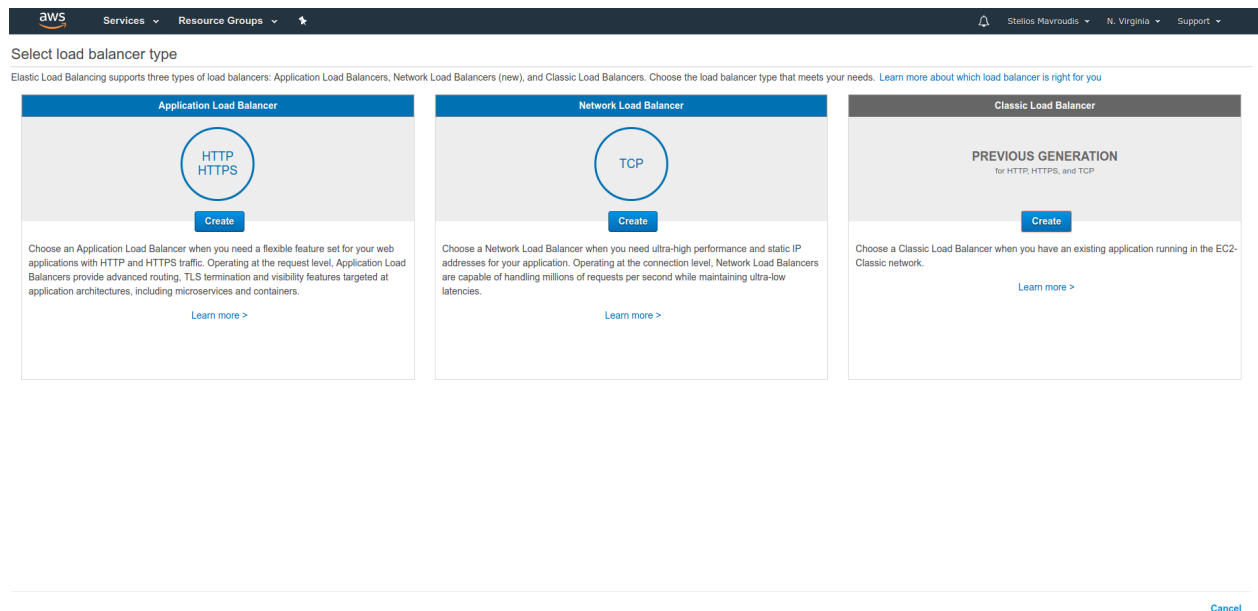 aws Services Resource Groups Stelios Mavroudis N. Virginia Support
Select load balancer type
Elastic Load Balancing supports three types of load balancers: Application Load Balancers, Network Load Balancers (new), and Classic Load Balancers. Choose the load balancer type that meets your needs. Learn more about which load balancer is right for you
Application Load Balancer
HTTP
HTTPS
Create
Choose an Application Load Balancer when you need a flexible feature set for your web
applications with HTTP and HTTPS traffic. Operating at the request level, Application Load
Balancers provide advanced routing, TLS termination and visibility features targeted at
application architectures, including microservices and containers.
Learn more >
Network Load Balancer
TCP
Create
Choose a Network Load Balancer when you need ultra-high performance and static IP
addresses for your application. Operating at the connection level, Network Load Balancers
are capable of handling millions of requests per second while maintaining ultra-low
latencies.
Learn more >
Classic Load Balancer
PREVIOUS GENERATION
for HTTP, HTTPS, and TCP
Create
Choose a Classic Load Balancer when you have an existing application running in the EC2-
Classic network.
Learn more >
Cancel